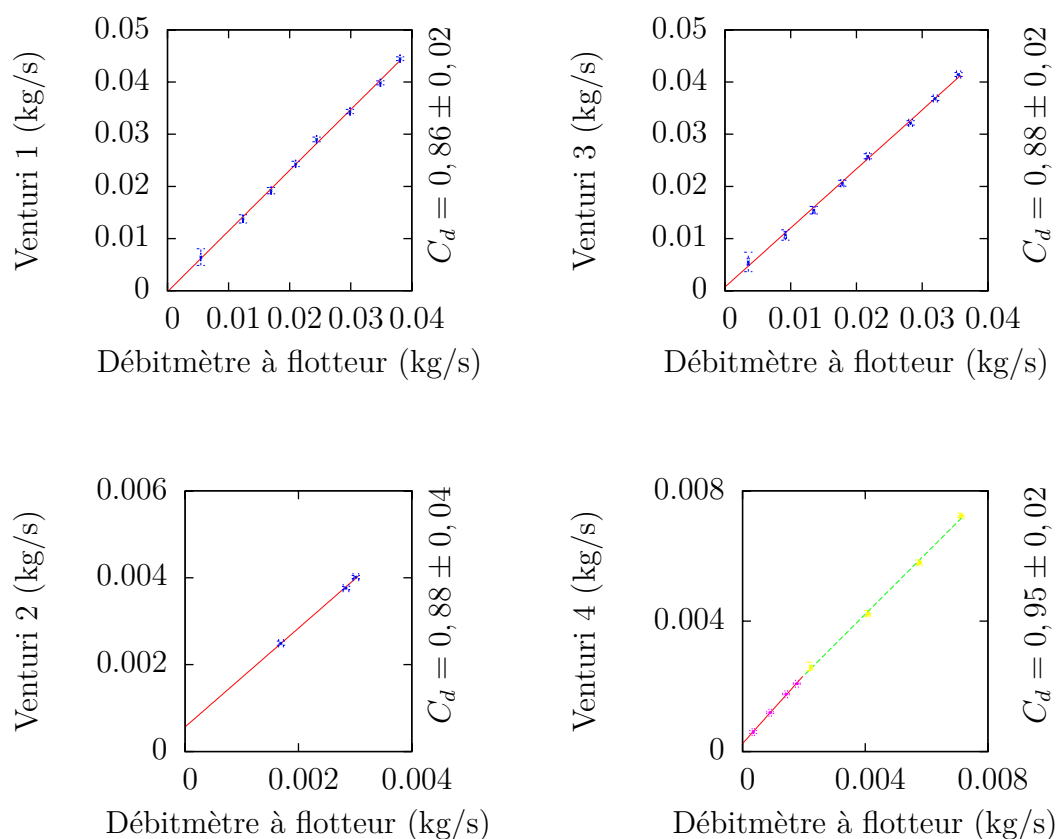 Venturi 1 (kg/s)
0.05
0.04
0.03
0.02
0.01
0
0 0.01 0.02 0.03 0.04
Débitmètre à flotteur (kg/s)
C_d = 0, 86 ± 0, 02
Venturi 3 (kg/s)
0.05
0.04
0.03
0.02
0.01
0
0 0.01 0.02 0.03 0.04
Débitmètre à flotteur (kg/s)
C_d = 0, 88 ± 0, 02
Venturi 2 (kg/s)
0.006
0.004
0.002
0
0 0.002 0.004
Débitmètre à flotteur (kg/s)
C_d = 0, 88 ± 0, 04
Venturi 4 (kg/s)
0.008
0.004
0
0 0.004 0.008
Débitmètre à flotteur (kg/s)
C_d = 0, 95 ± 0, 02